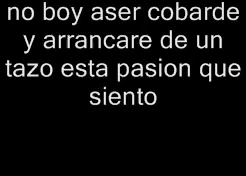 no boy aser cobarde
y arrancare de un
tazo esta pasion que
siento